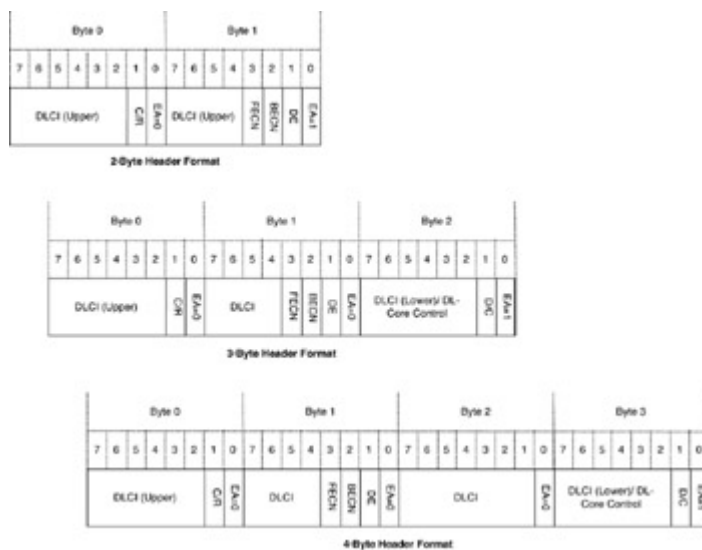 Byte 0 Byte 1
7 6 5 4 3 2 1 0 7 6 5 4 3 2 1 0
DLCI (Upper) C/R EA=0 DLCI (Upper) FECN BECN DE EA=1
2-Byte Header Format
Byte 0 Byte 1 Byte 2
7 6 5 4 3 2 1 0 7 6 5 4 3 2 1 0 7 6 5 4 3 2 1 0
DLCI (Upper) C/R EA=0 DLCI FECN BECN DE EA=0 DLCI (Lower)/ DL-
Core Control D/C EA=1
3-Byte Header Format
Byte 0 Byte 1 Byte 2 Byte 3
7 6 5 4 3 2 1 0 7 6 5 4 3 2 1 0 7 6 5 4 3 2 1 0 7 6 5 4 3 2 1 0
DLCI (Upper) C/R EA=0 DLCI FECN BECN DE EA=0 DLCI EA=0 DLCI (Lower)/ DL-
Core Control D/C
4-Byte Header Format